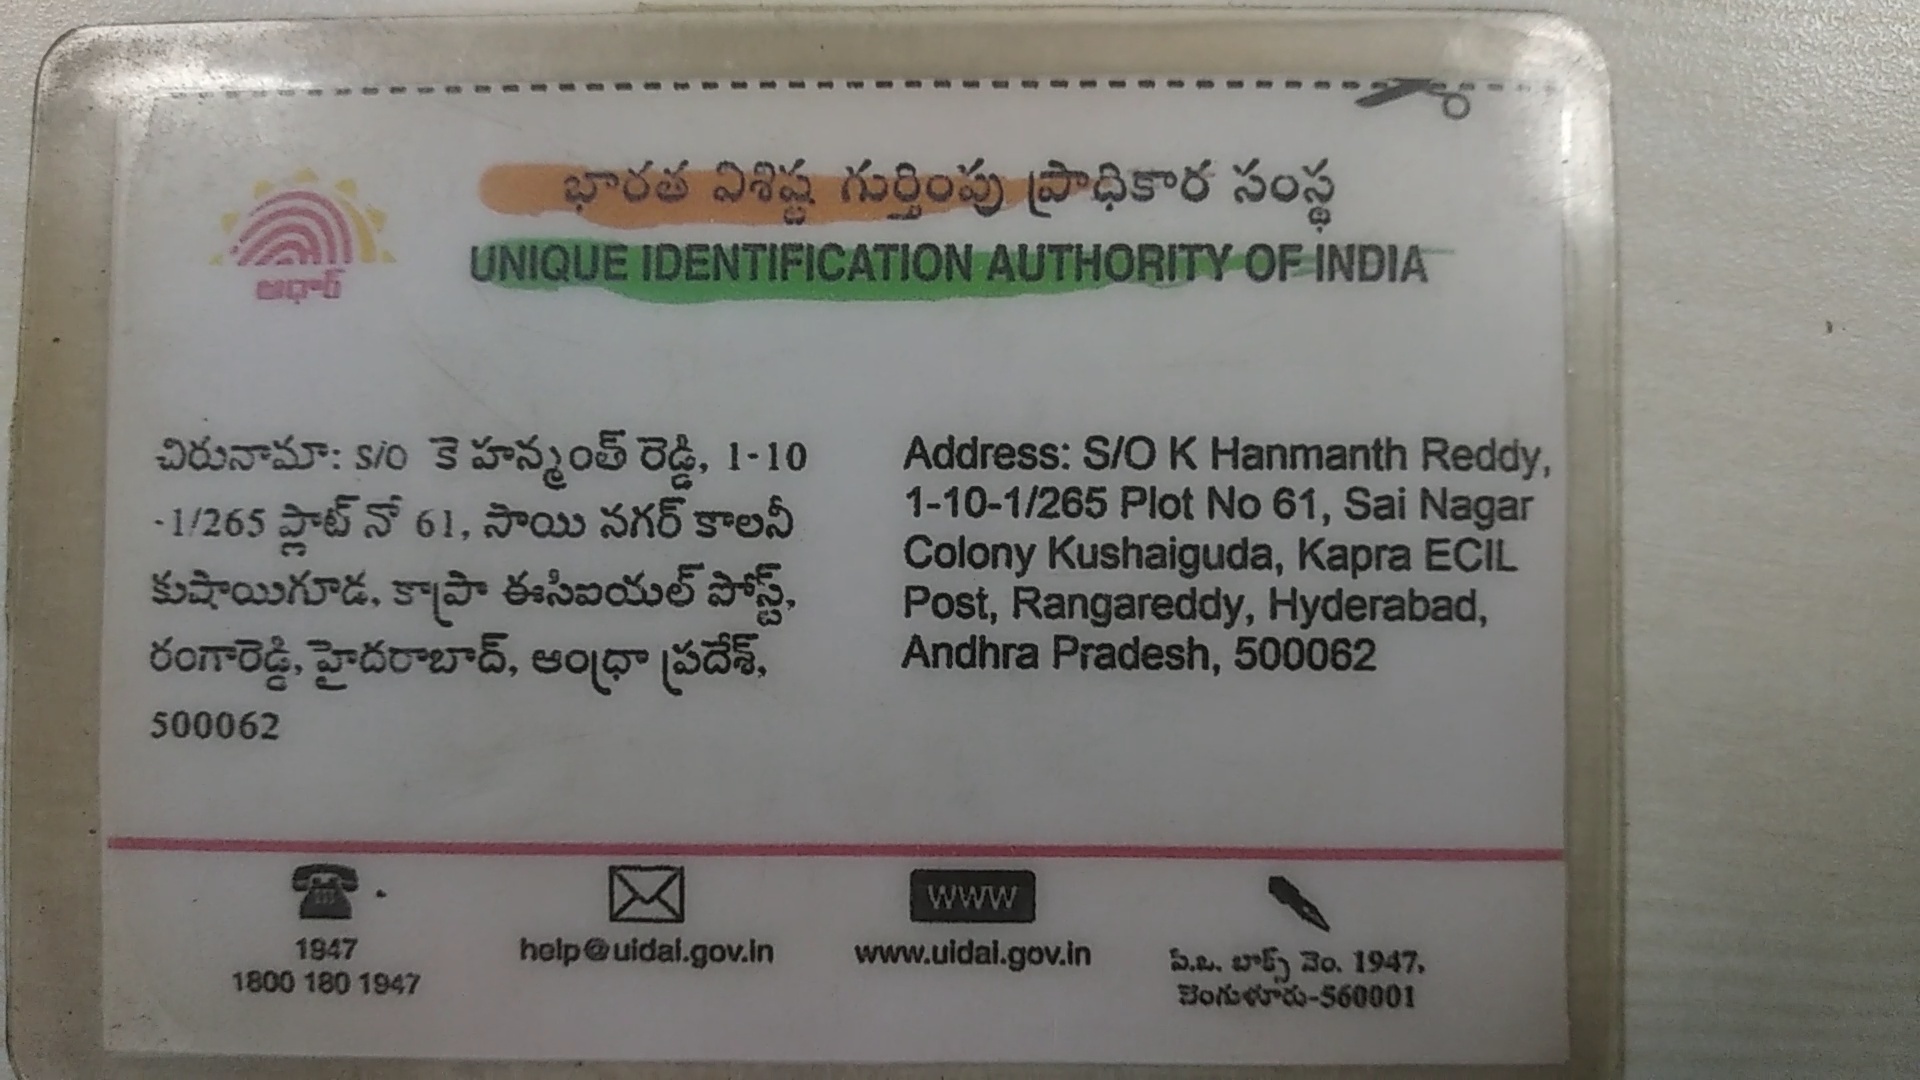 భారత విశిష్ట గుర్తింపు ప్రాధికార సంస్థ
UNIQUE IDENTIFICATION AUTHORITY OF INDIA
ఆధార్
చిరునామా: S/O కె హన్మంత్ రెడ్డి, 1-10
-1/265 ప్లాట్ నో 61, సాయి నగర్ కాలనీ
కుషాయిగూడ, కాప్రా ఈసిఐయల్ పోస్ట్,
రంగారెడ్డి, హైదరాబాద్, ఆంధ్రా ప్రదేశ్,
500062
Address: S/O K Hanmanth Reddy,
1-10-1/265 Plot No 61, Sai Nagar
Colony Kushaiguda, Kapra ECIL
Post, Rangareddy, Hyderabad,
Andhra Pradesh, 500062
1947
1800 180 1947
help@uidai.gov.in
WWW
www.uidai.gov.in
పి.ఒ. బాక్స్ నెం. 1947,
బెంగుళూరు-560001